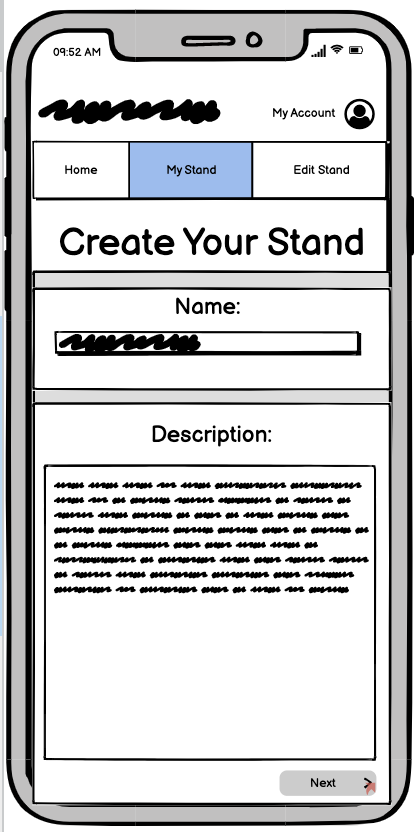 09:52 AM
My Account
Home
My Stand
Edit Stand
Create Your Stand
Name:
Description:
Next